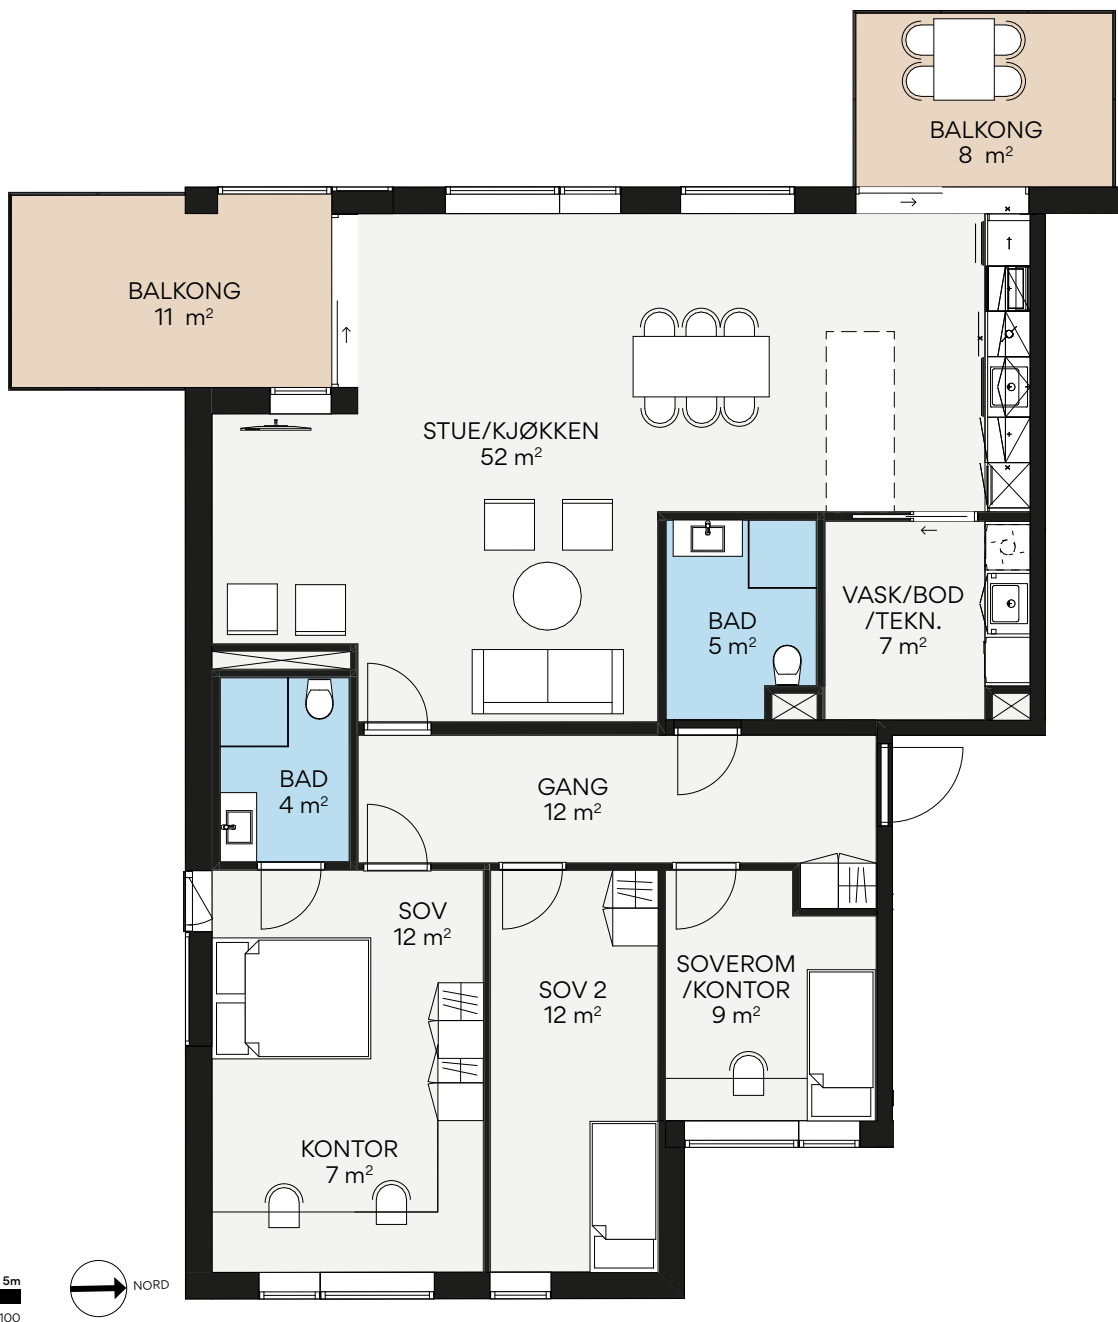 BALKONG
8 m²
BALKONG
11 m²
STUE/KJØKKEN
52 m²
BAD
5 m²
VASK/BOD
/TEKN.
7 m²
BAD
4 m²
GANG
12 m²
SOV
12 m²
SOV 2
12 m²
SOVEROM
/KONTOR
9 m²
KONTOR
7 m²
5m
100
NORD